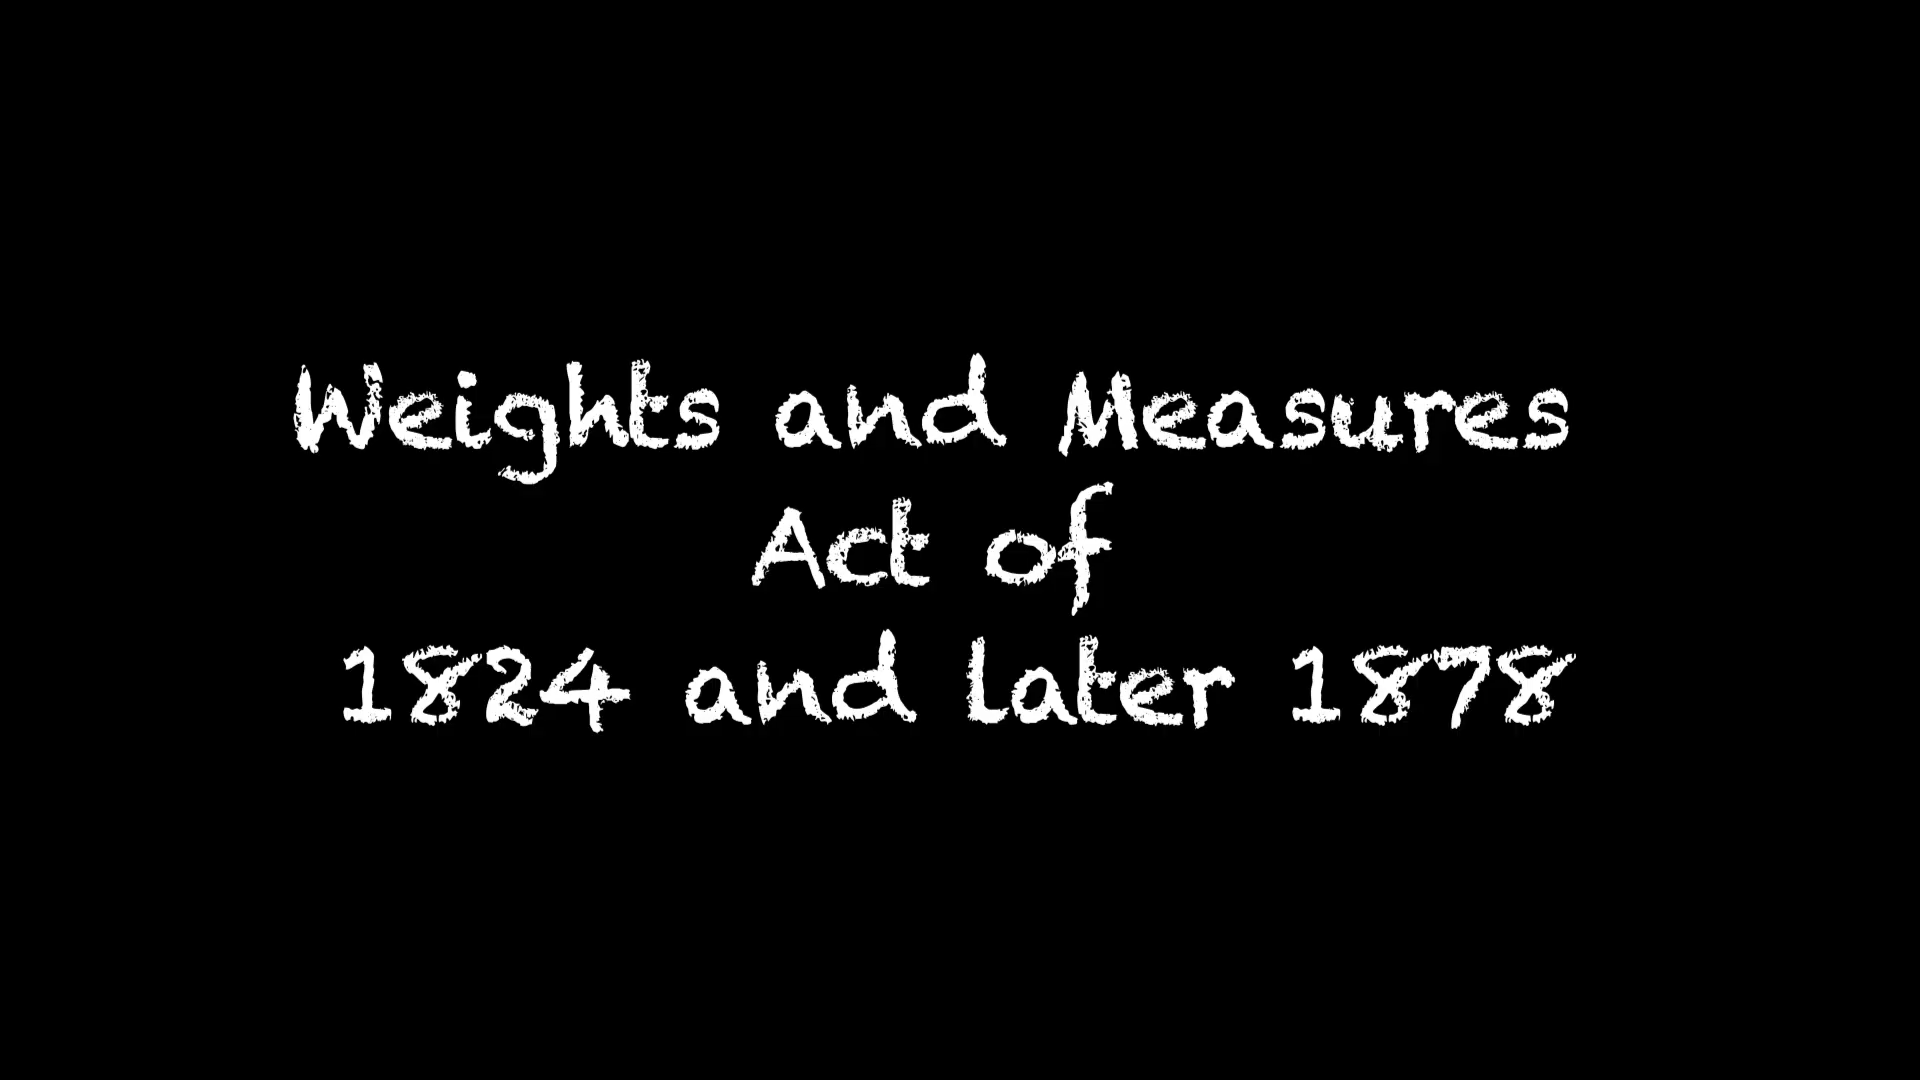 Weights and Measures
Act of
1824 and later 1878